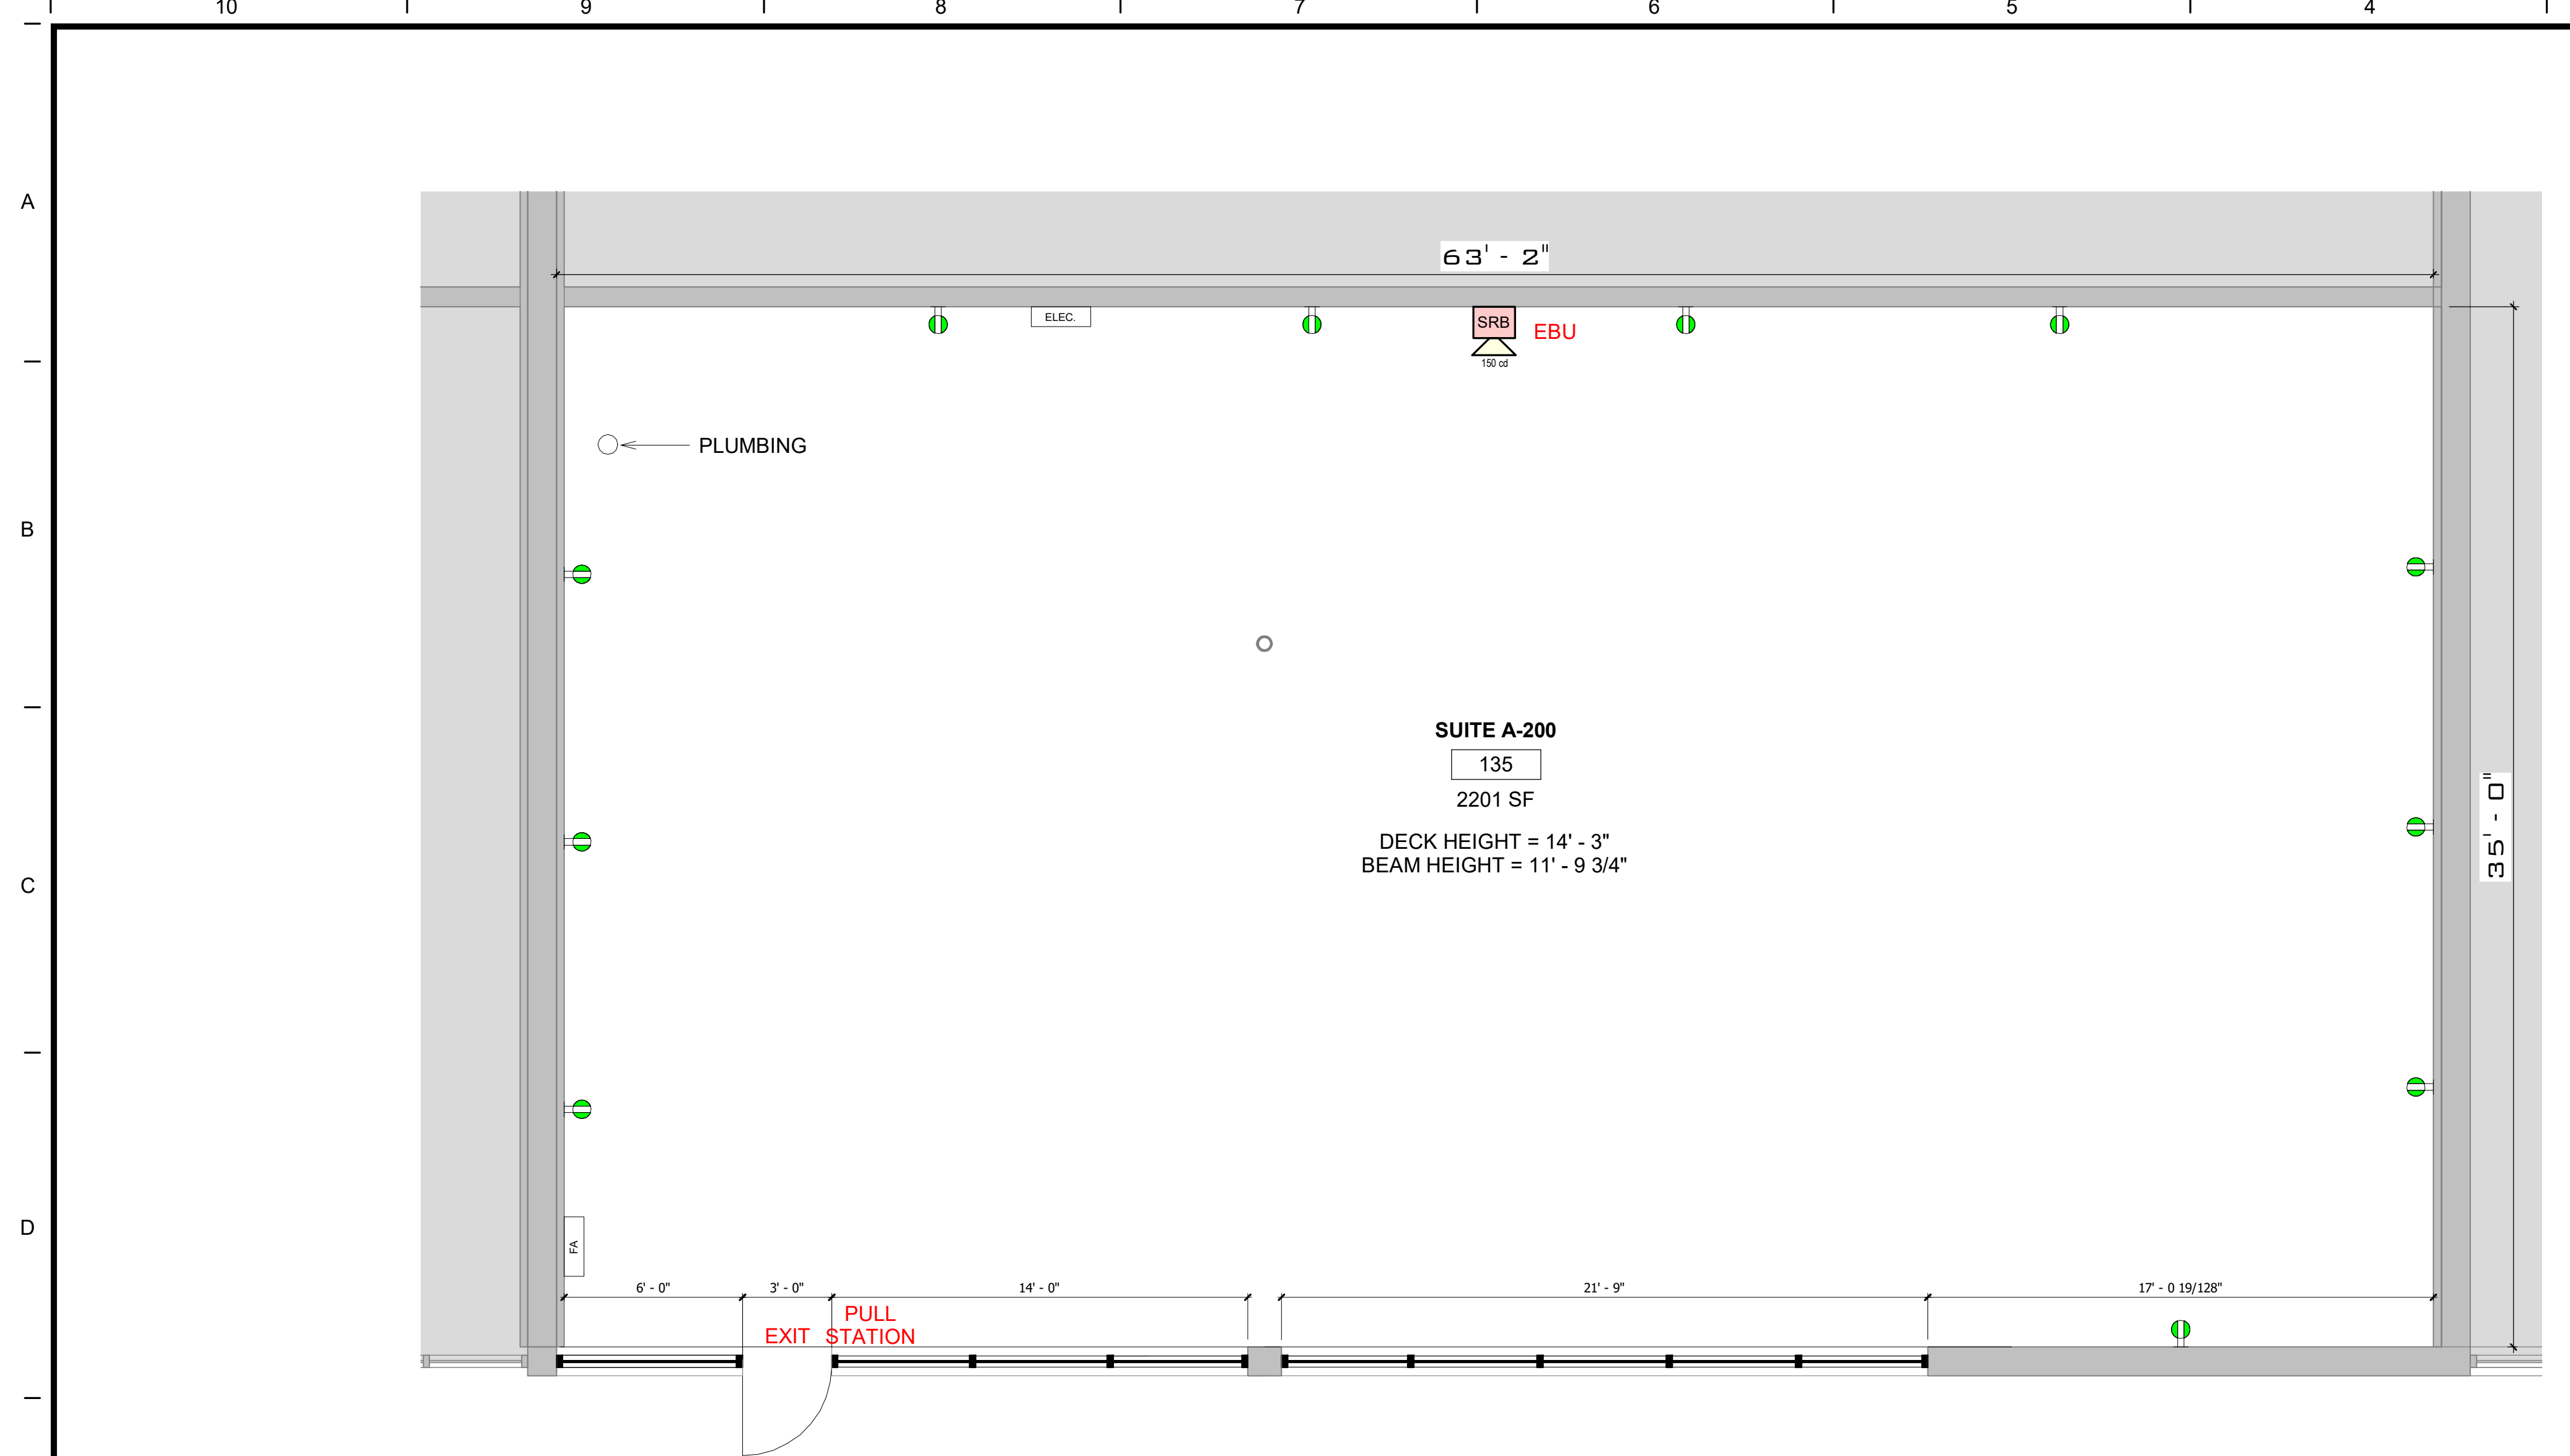 10 9 8 7 6 5 4
A
63' - 2"
ELEC.
SRB
EBU
150 cd
PLUMBING
B
SUITE A-200
135
2201 SF
DECK HEIGHT = 14' - 3"
BEAM HEIGHT = 11' - 9 3/4"
35' - 0"
C
D
FA
6' - 0" 3' - 0" 14' - 0" 21' - 9" 17' - 0 19/128"
EXIT
PULL
STATION